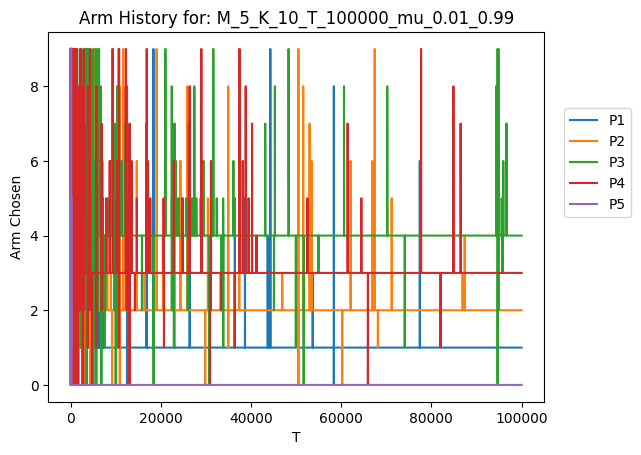 Arm History for: M_5_K_10_T_100000_mu_0.01_0.99
Arm Chosen
8
6
4
2
0
0
20000
40000
60000
80000
100000
T
P1
P2
P3
P4
P5